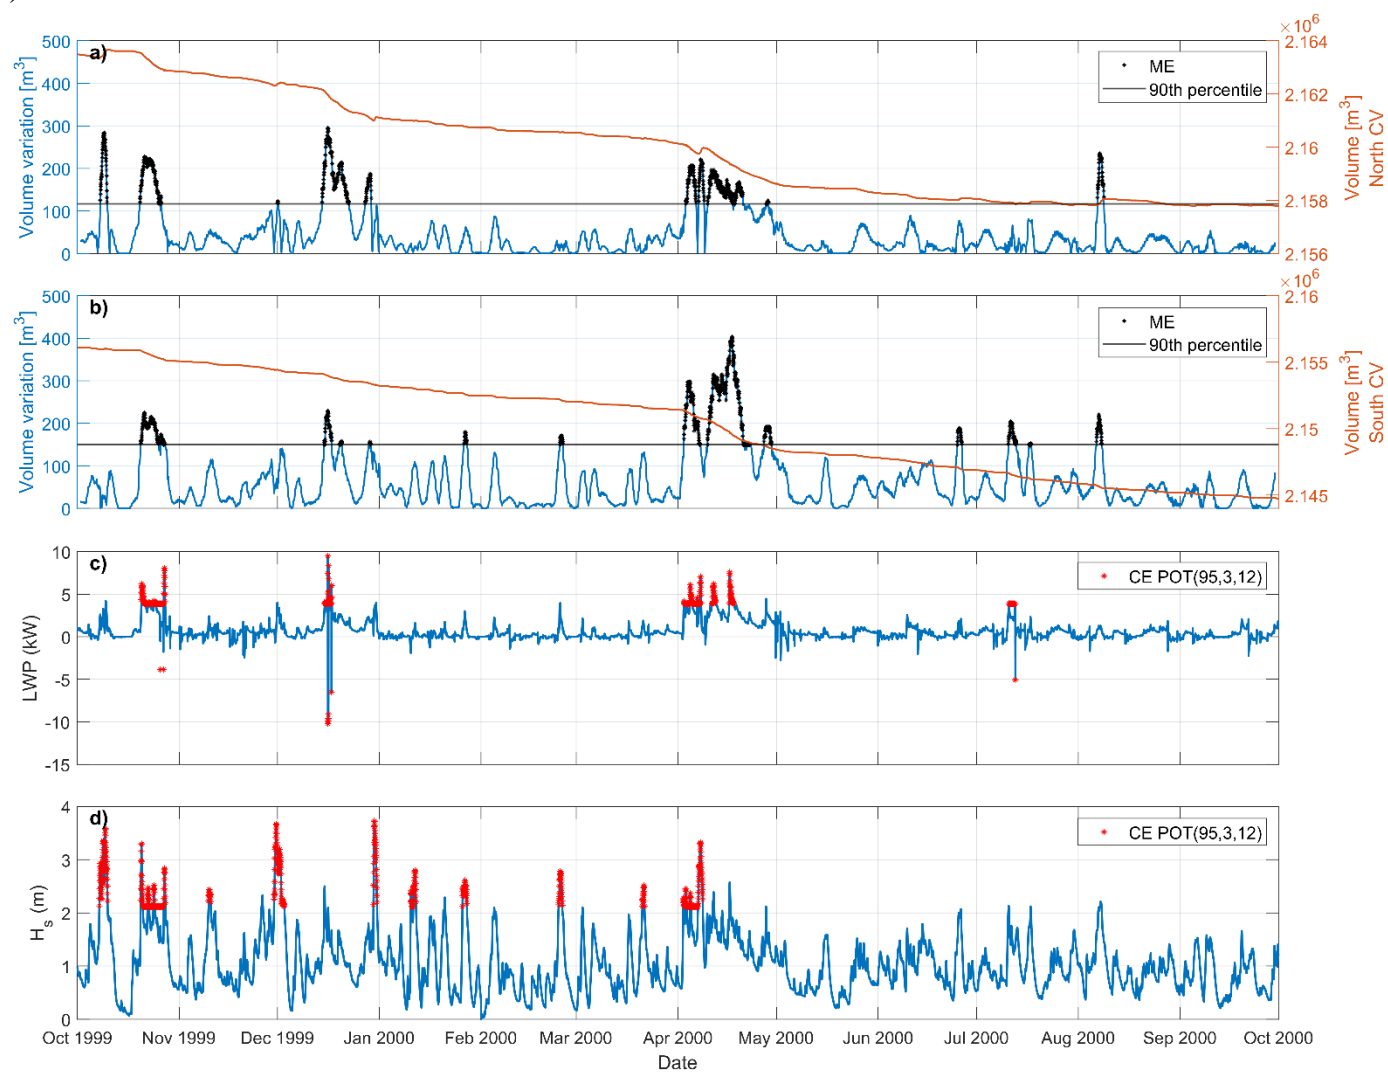 a)
×10⁶
500
400
300
200
100
0
Volume variation [m³]
ME
90th percentile
2.164
2.162
2.16
2.158
2.156
Volume [m³]
North CV
b)
×10⁶
500
400
300
200
100
0
Volume variation [m³]
ME
90th percentile
2.16
2.155
2.15
2.145
Volume [m³]
South CV
c)
10
5
0
-5
-10
-15
LWP (kW)
CE POT(95,3,12)
d)
4
3
2
1
0
Hₛ (m)
CE POT(95,3,12)
Oct 1999 Nov 1999 Dec 1999 Jan 2000 Feb 2000 Mar 2000 Apr 2000 May 2000 Jun 2000 Jul 2000 Aug 2000 Sep 2000 Oct 2000
Date